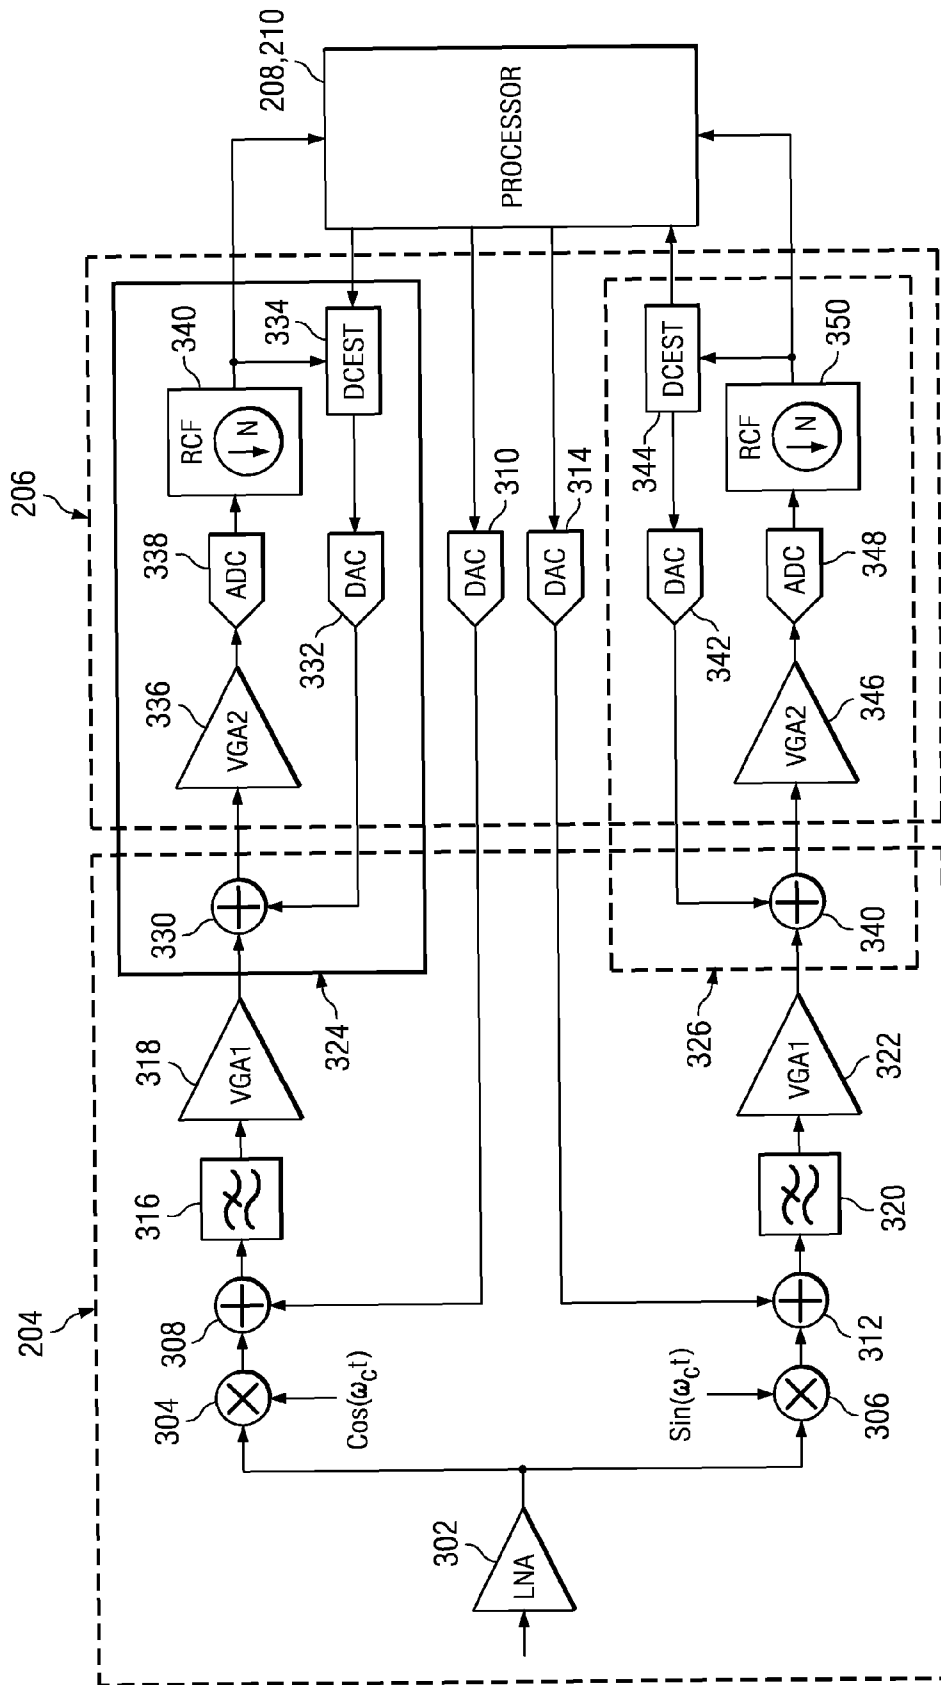 204
206
208,210
PROCESSOR
302
LNA
304
Cos(ωct)
308
316
318
VGA1
324
330
336
VGA2
338
ADC
340
RCF
N
334
DCEST
332
DAC
310
DAC
314
DAC
Sin(ωct)
306
312
320
322
VGA1
326
340
342
DAC
344
DCEST
346
VGA2
348
ADC
350
RCF
N